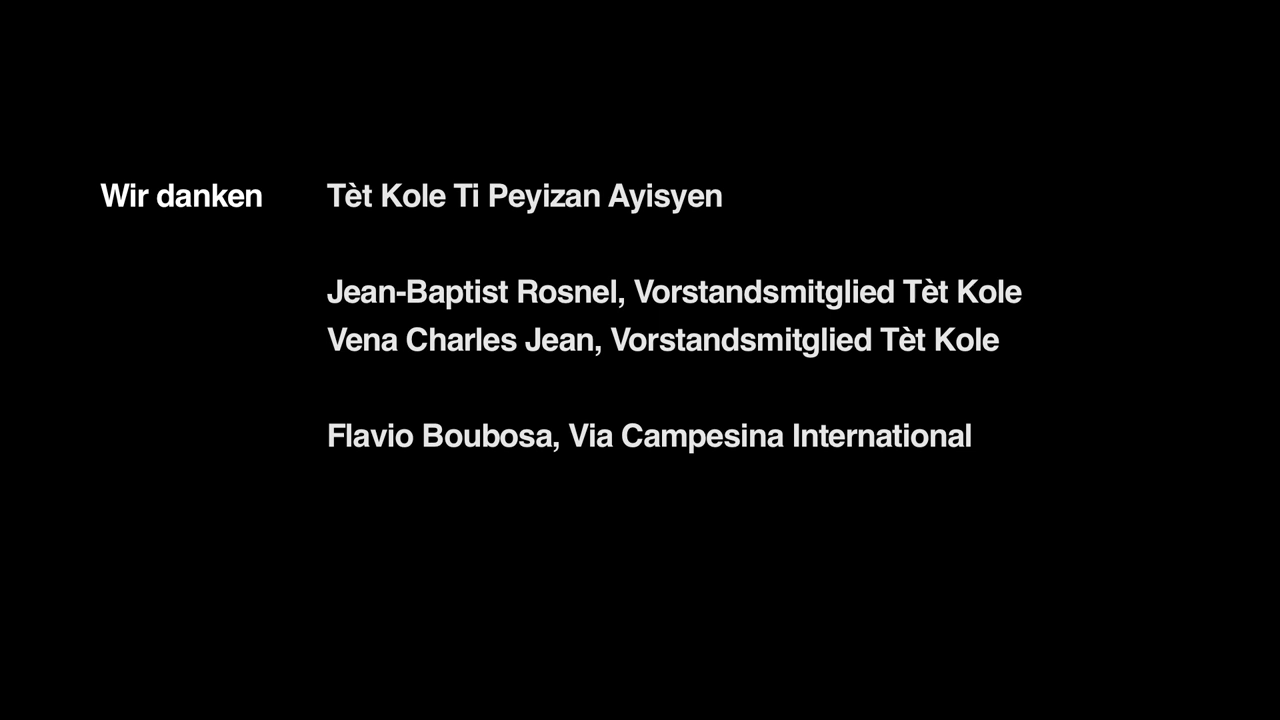 Wir danken Tèt Kole Ti Peyizan Ayisyen
Jean-Baptist Rosnel, Vorstandsmitglied Tèt Kole
Vena Charles Jean, Vorstandsmitglied Tèt Kole
Flavio Boubosa, Via Campesina International